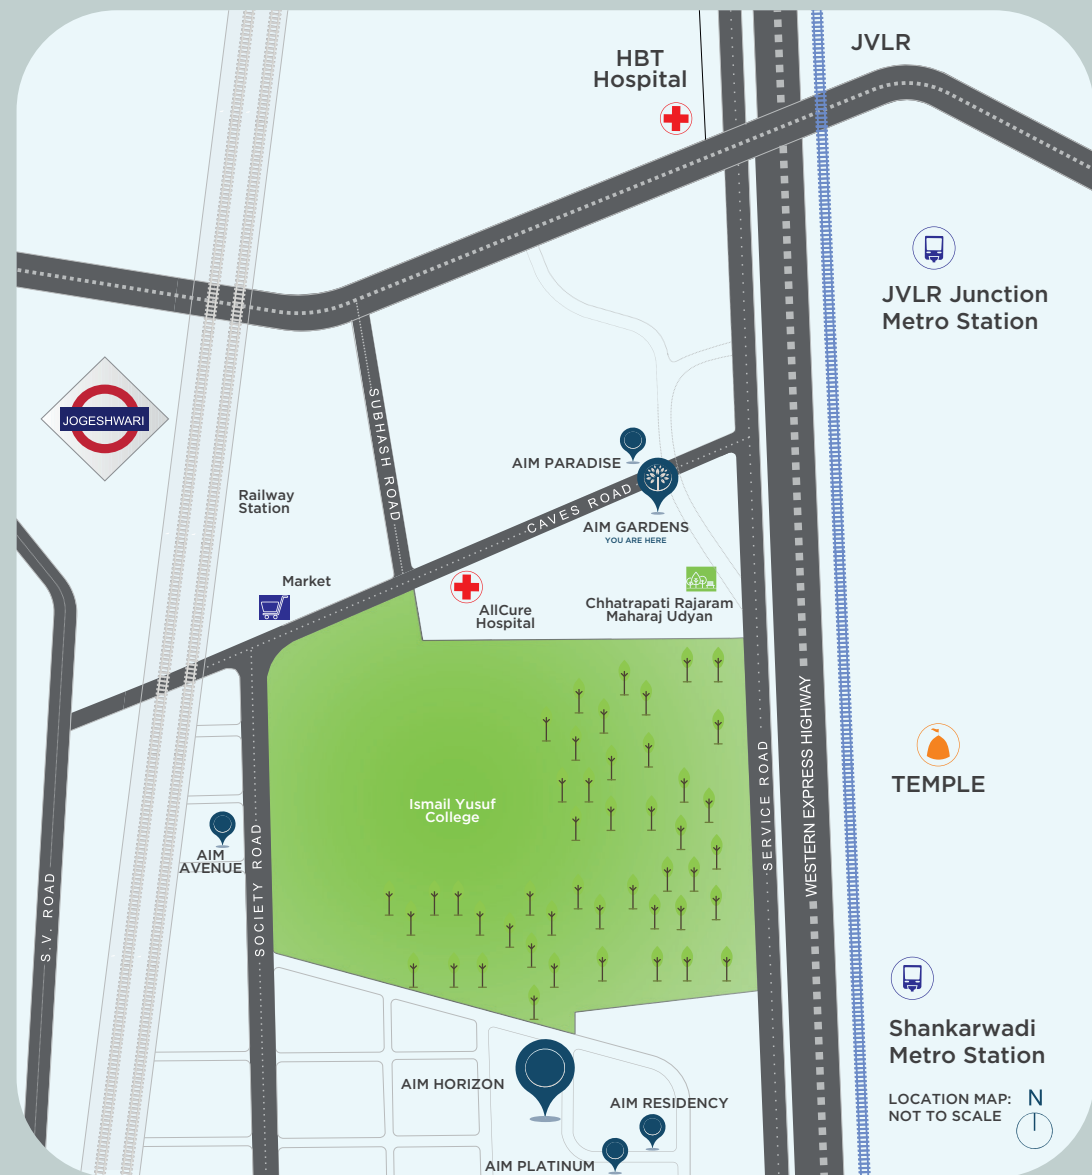 JVLR
HBT
Hospital
JVLR Junction
Metro Station
JOGESHWARI
SUBHASH ROAD
AIM PARADISE
Railway
Station
CAVES ROAD
AIM GARDENS
YOU ARE HERE
Market
AllCure
Hospital
Chhatrapati Rajaram
Maharaj Udyan
WESTERN EXPRESS HIGHWAY
SERVICE ROAD
TEMPLE
Ismail Yusuf
College
AIM
AVENUE
SOCIETY ROAD
S.V. ROAD
Shankarwadi
Metro Station
AIM HORIZON
AIM RESIDENCY
LOCATION MAP:
NOT TO SCALE
N
AIM PLATINUM